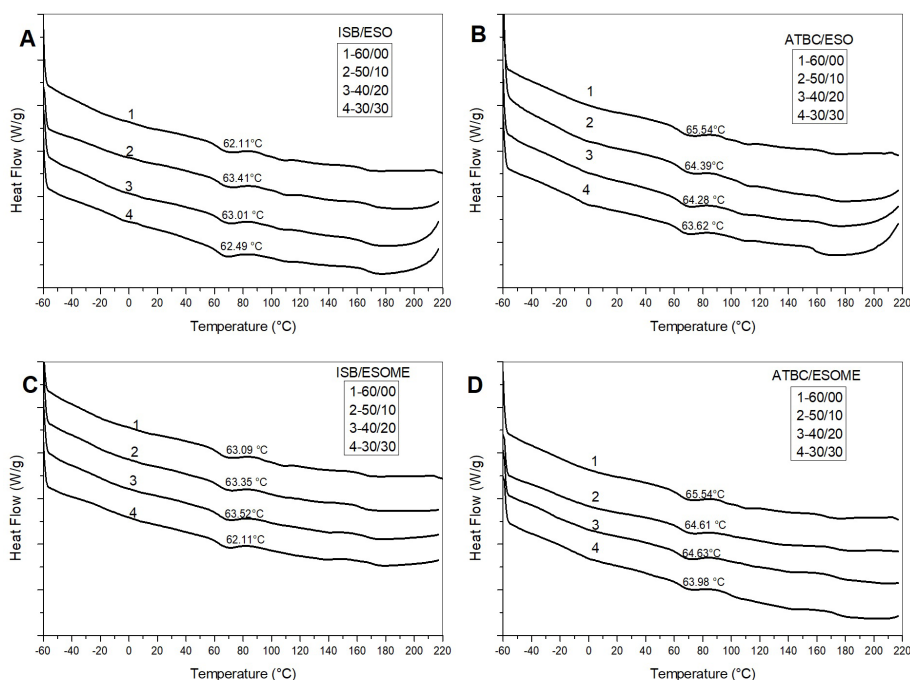 A
ISB/ESO
1-60/00
2-50/10
3-40/20
4-30/30
Heat Flow (W/g)
1
2
3
4
62.11°C
63.41°C
63.01 °C
62.49 °C
-60 -40 -20 0 20 40 60 80 100 120 140 160 180 200 220
Temperature (°C)
B
ATBC/ESO
1-60/00
2-50/10
3-40/20
4-30/30
Heat Flow (W/g)
1
2
3
4
65.54°C
64.39°C
64.28 °C
63.62 °C
-60 -40 -20 0 20 40 60 80 100 120 140 160 180 200 220
Temperature (°C)
C
ISB/ESOME
1-60/00
2-50/10
3-40/20
4-30/30
Heat Flow (W/g)
1
2
3
4
63.09 °C
63.35 °C
63.52°C
62.11°C
-60 -40 -20 0 20 40 60 80 100 120 140 160 180 200 220
Temperature (°C)
D
ATBC/ESOME
1-60/00
2-50/10
3-40/20
4-30/30
Heat Flow (W/g)
1
2
3
4
65.54°C
64.61 °C
64.63°C
63.98 °C
-60 -40 -20 0 20 40 60 80 100 120 140 160 180 200 220
Temperature (°C)